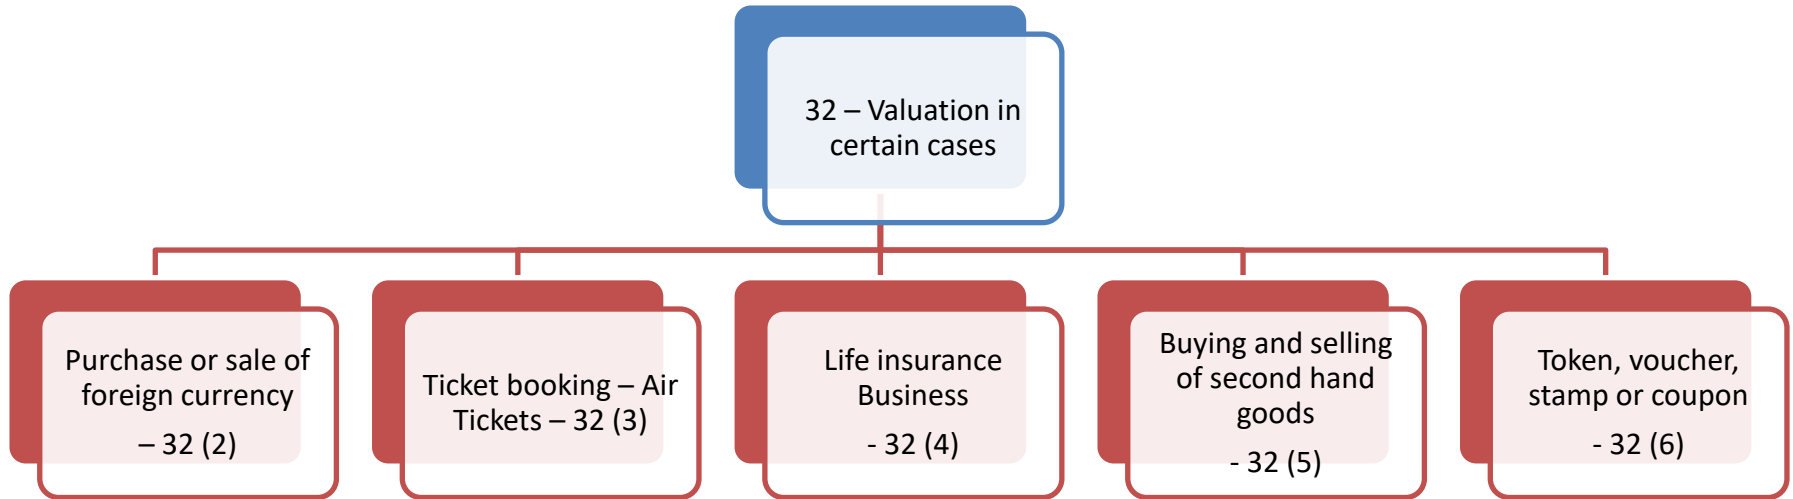 32 – Valuation in
certain cases
Purchase or sale of
foreign currency
– 32 (2)
Ticket booking – Air
Tickets – 32 (3)
Life insurance
Business
- 32 (4)
Buying and selling
of second hand
goods
- 32 (5)
Token, voucher,
stamp or coupon
- 32 (6)